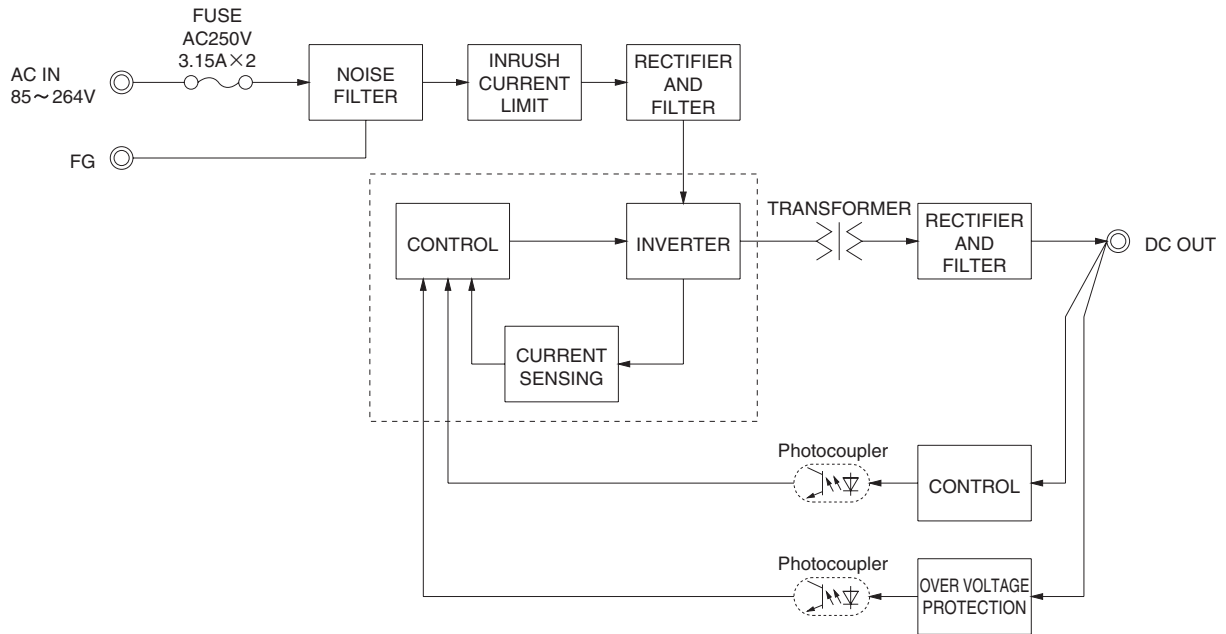 FUSE
AC250V
3.15A×2
AC IN
85～264V
NOISE
FILTER
INRUSH
CURRENT
LIMIT
RECTIFIER
AND
FILTER
FG
CONTROL
INVERTER
TRANSFORMER
RECTIFIER
AND
FILTER
DC OUT
CURRENT
SENSING
Photocoupler
CONTROL
Photocoupler
OVER VOLTAGE
PROTECTION